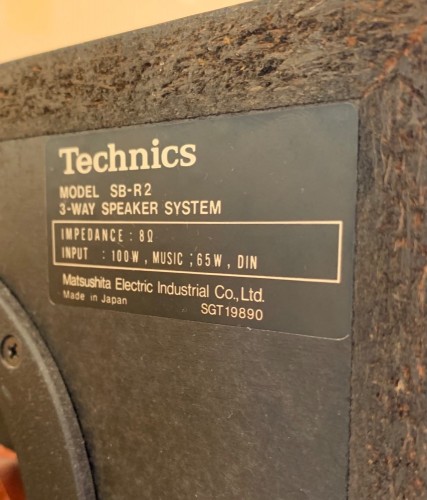 Technics
MODEL SB-R2
3-WAY SPEAKER SYSTEM
IMPEDANCE : 8Ω
INPUT : 100W , MUSIC ; 65W , DIN
Matsushita Electric Industrial Co., Ltd.
Made in Japan
SGT19890